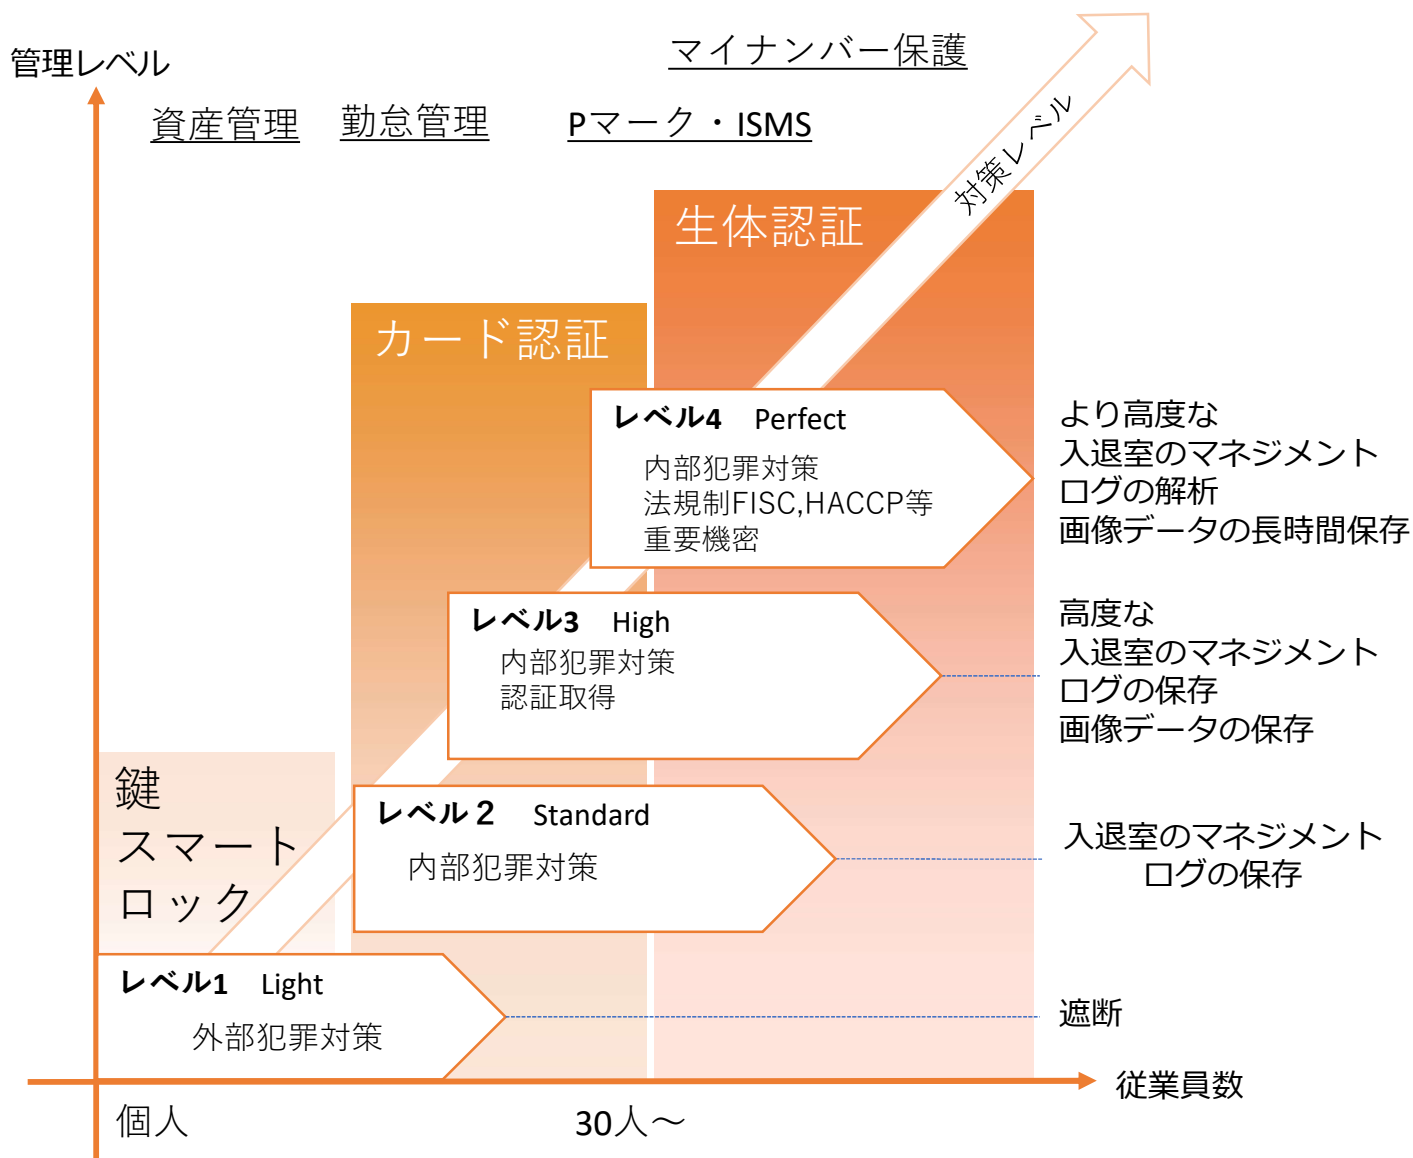 管理レベル
マイナンバー保護
資産管理
勤怠管理
Pマーク・ISMS
対策レベル
生体認証
カード認証
レベル4 Perfect
内部犯罪対策
法規制FISC,HACCP等
重要機密
より高度な
入退室のマネジメント
ログの解析
画像データの長時間保存
レベル3 High
内部犯罪対策
認証取得
高度な
入退室のマネジメント
ログの保存
画像データの保存
鍵
スマート
ロック
レベル２ Standard
内部犯罪対策
入退室のマネジメント
ログの保存
レベル1 Light
外部犯罪対策
遮断
従業員数
個人
30人～